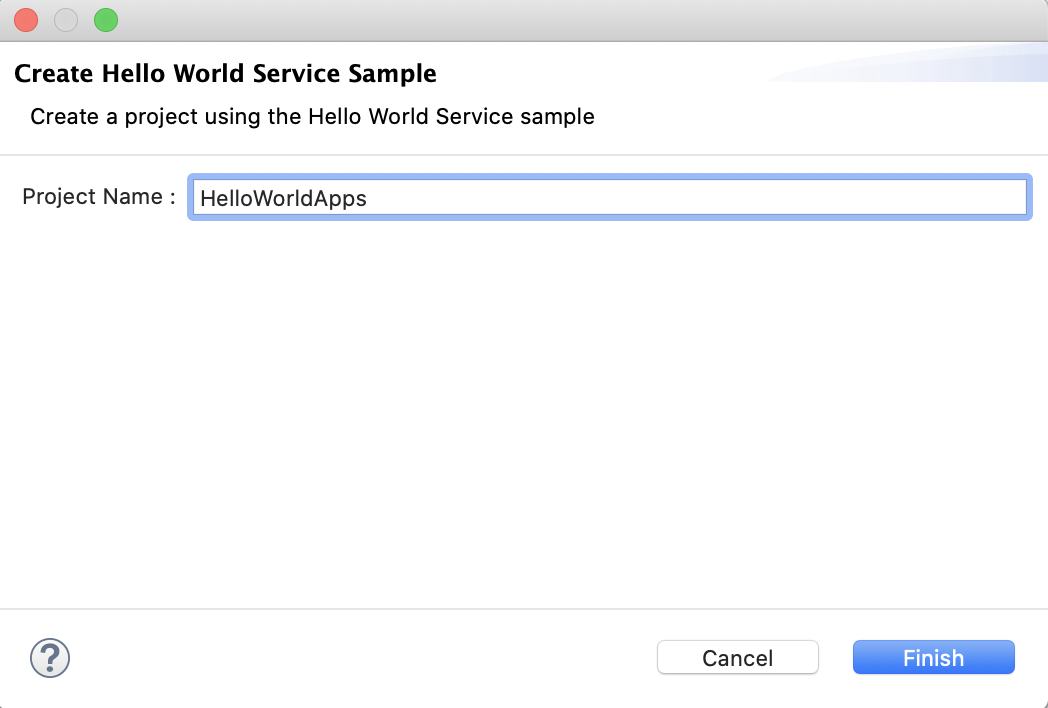 Create Hello World Service Sample
Create a project using the Hello World Service sample
Project Name : HelloWorldApps
? Cancel Finish